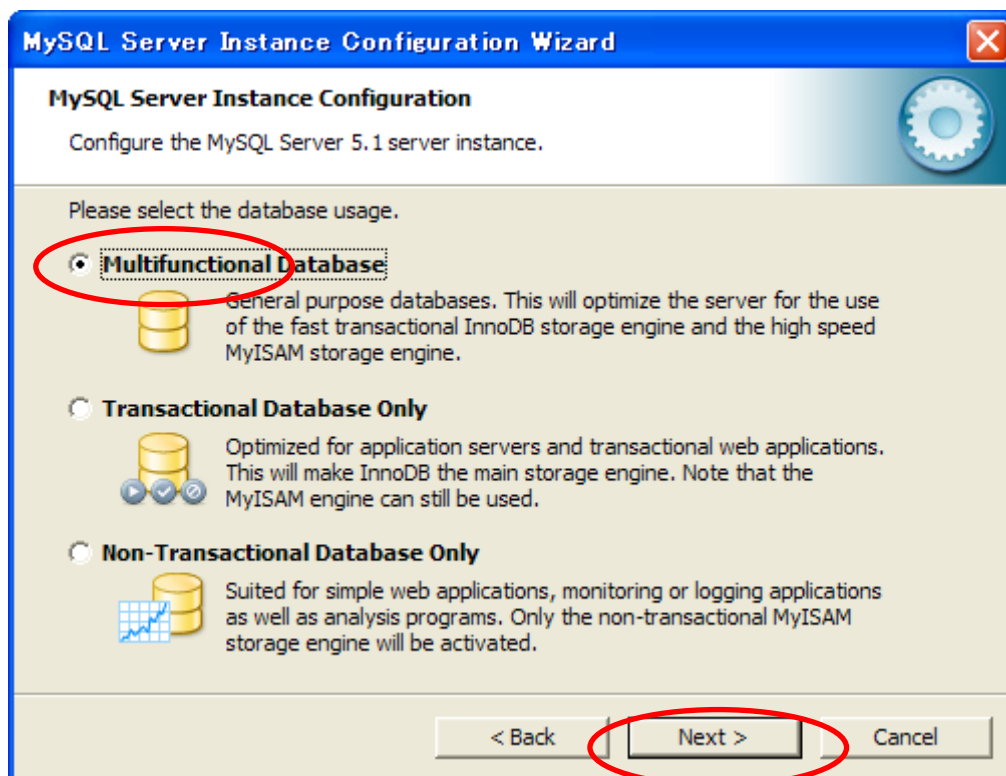 MySQL Server Instance Configuration Wizard
MySQL Server Instance Configuration
Configure the MySQL Server 5.1 server instance.
Please select the database usage.
Multifunctional Database
General purpose databases. This will optimize the server for the use
of the fast transactional InnoDB storage engine and the high speed
MyISAM storage engine.
Transactional Database Only
Optimized for application servers and transactional web applications.
This will make InnoDB the main storage engine. Note that the
MyISAM engine can still be used.
Non-Transactional Database Only
Suited for simple web applications, monitoring or logging applications
as well as analysis programs. Only the non-transactional MyISAM
storage engine will be activated.
< Back Next > Cancel